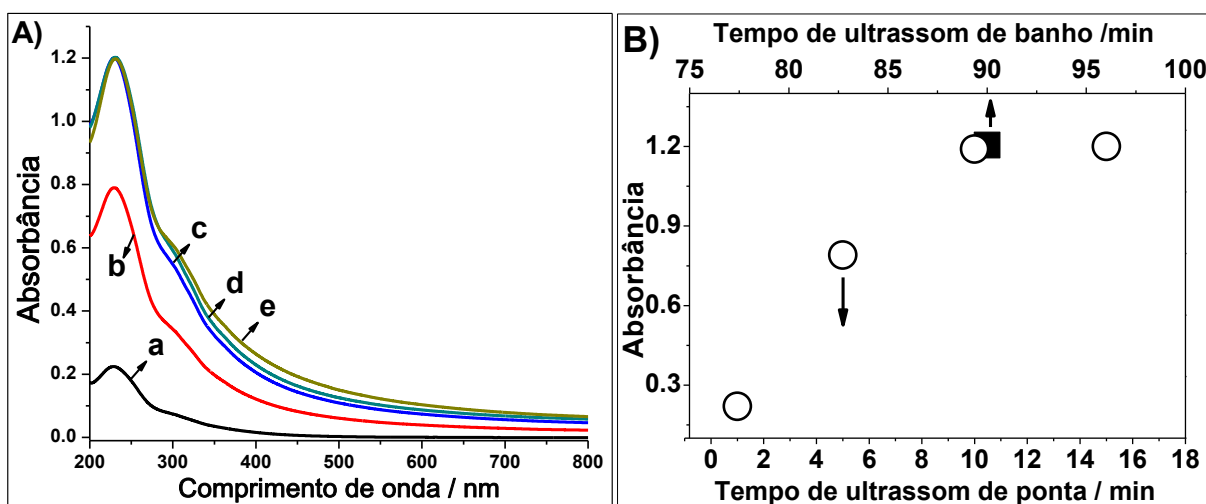 A)
1.2
1.0
0.8
0.6
0.4
0.2
0.0
Absorbância
a
b
c
d
e
200 300 400 500 600 700 800
Comprimento de onda / nm
B)
Tempo de ultrassom de banho /min
75 80 85 90 95 100
1.2
0.9
0.6
0.3
Absorbância
0 2 4 6 8 10 12 14 16 18
Tempo de ultrassom de ponta / min